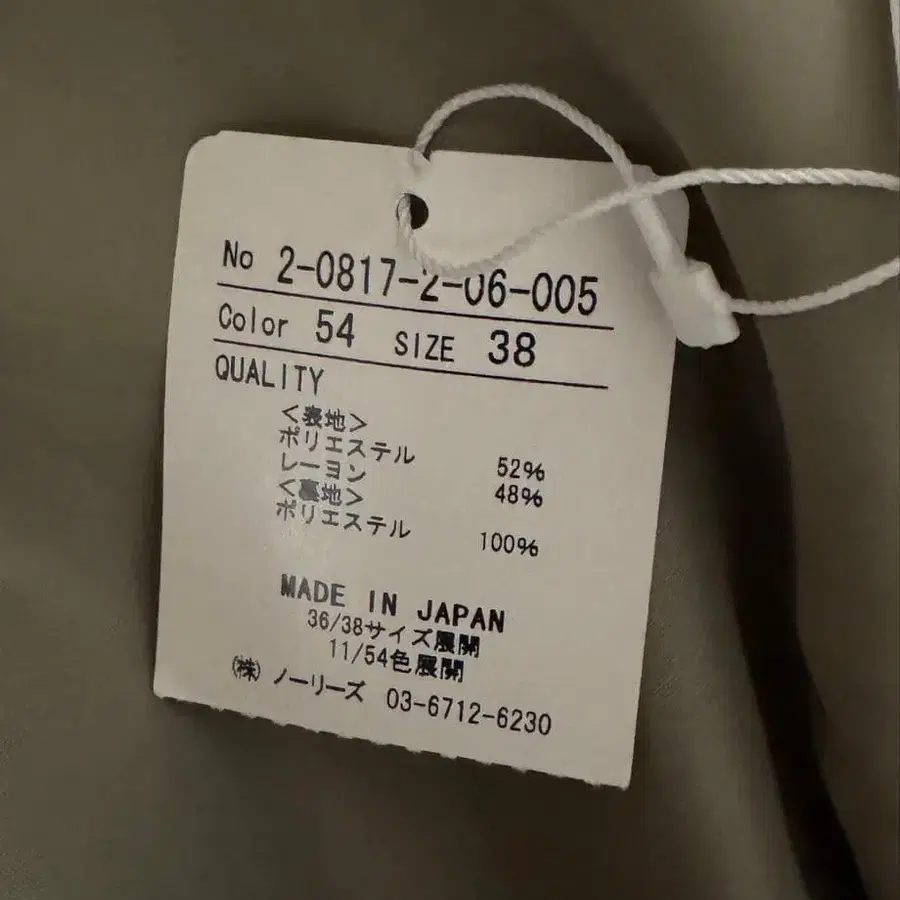 No 2-0817-2-06-005
Color 54 SIZE 38
QUALITY
<表地>
ポリエステル 52%
レーヨン 48%
<裏地>
ポリエステル 100%
MADE IN JAPAN
36/38サイズ展開
11/54色展開
(株) ノーリーズ 03-6712-6230